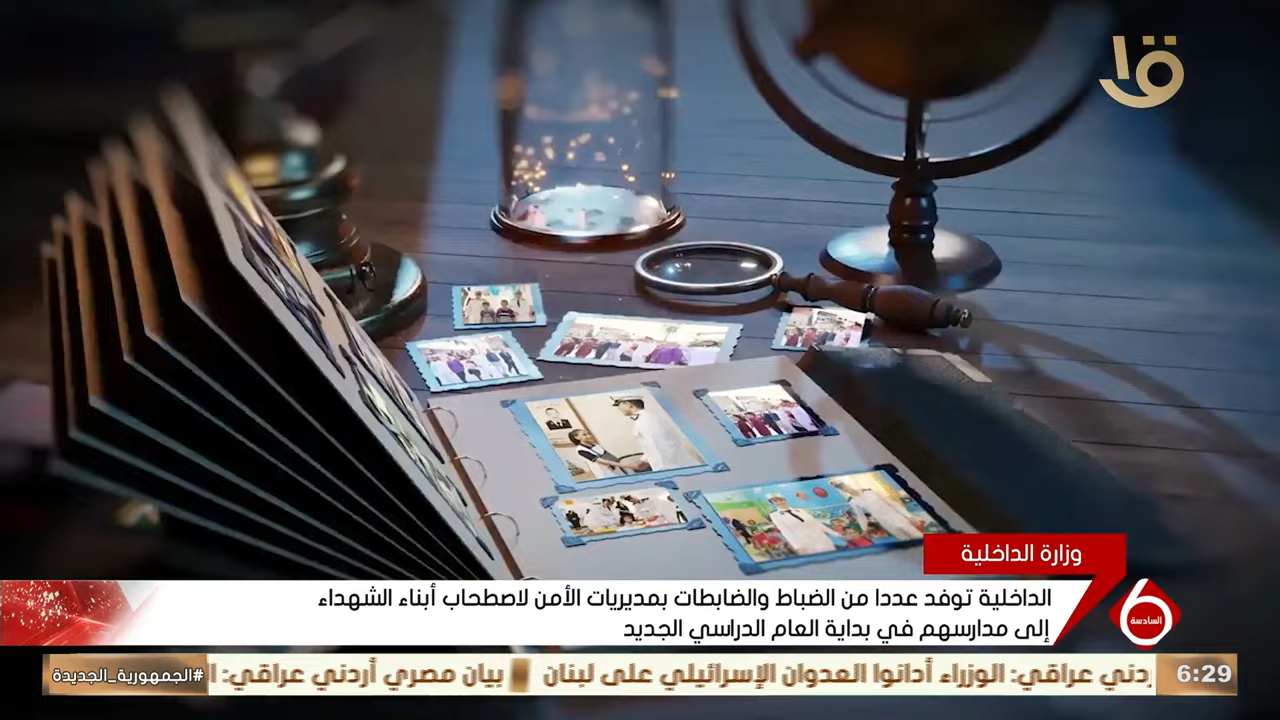 وزارة الداخلية
الداخلية توفد عددا من الضباط والضابطات بمديريات الأمن لاصطحاب أبناء الشهداء
إلى مدارسهم في بداية العام الدراسي الجديد
السادسة
6:29
ردني عراقي: الوزراء أدانوا العدوان الإسرائيلي على لبنان
بيان مصري أردني عراقي: ا
#الجمهورية_الجديدة